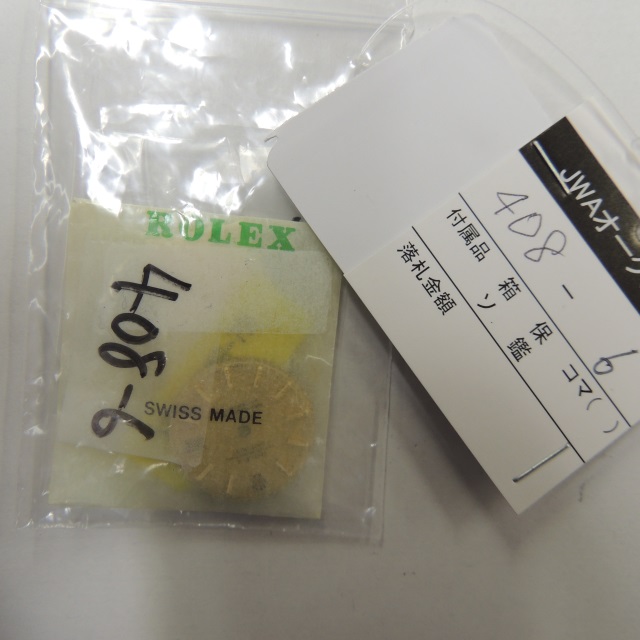 ROLEX
408-6
SWISS MADE
JWAオーク
408 - 6
付属品 箱 保 コマ( )
ソ 鑑
落札金額